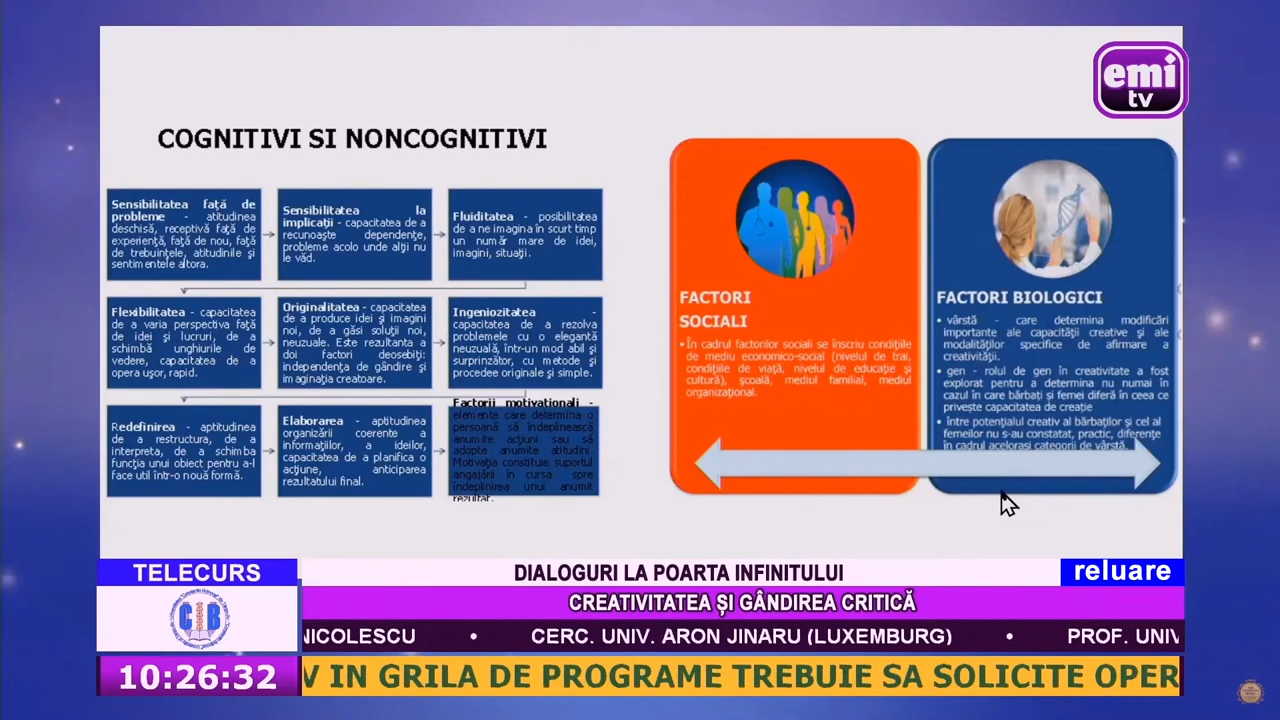 emi
tv
COGNITIVI SI NONCOGNITIVI
Sensibilitatea față de
probleme - atitudinea
deschisă, receptivă față de
experiență, față de nou, față
de trebuințele, atitudinile și
sentimentele altora.
Sensibilitatea la
implicații - capacitatea de a
recunoaște dependențe,
probleme acolo unde alții nu
le văd.
Fluiditatea - posibilitatea
de a ne imagina în scurt timp
un număr mare de idei,
imagini, situații.
Flexibilitatea - capacitatea
de a varia perspectiva față
de idei și lucruri, de a
schimbă unghiurile de
vedere, capacitatea de a
opera ușor, rapid.
Originalitatea - capacitatea
de a produce idei și imagini
noi, de a găsi soluții noi,
neuzuale. Este rezultanta a
doi factori deosebiți:
independența de gândire și
imaginația creatoare.
Ingeniozitatea -
capacitatea de a rezolva
problemele cu o elegantă
neuzuală, într-un mod abil și
surprinzător, cu metode și
procedee originale și simple.
Redefinirea - aptitudinea
de a restructura, de a
interpreta, de a schimba
funcția unui obiect pentru a-l
face util într-o nouă formă.
Elaborarea - aptitudinea
organizării coerente a
informațiilor, a ideilor,
capacitatea de a planifica o
acțiune, anticiparea
rezultatului final.
Factorii motivaționali -
elemente care determina o
persoană să îndeplinească
anumite acțiuni sau să
adopte anumite atitudini.
Motivația constituie suportul
angajării în cursa spre
îndeplinirea unui anumit
rezultat.
FACTORI
SOCIALI
• În cadrul factorilor sociali se înscriu condițiile
de mediu economico-social (nivelul de trai,
condițiile de viață, nivelul de educație și
cultură), școală, mediul familial, mediul
organizațional.
FACTORI BIOLOGICI
• vârstă - care determina modificări
importante ale capacității creative și ale
modalităților specifice de afirmare a
creativității.
• gen - rolul de gen în creativitate a fost
explorat pentru a determina nu numai în
cazul în care bărbați și femei diferă în ceea ce
privește capacitatea de creație
• între potențialul creativ al bărbaților și cel al
femeilor nu s-au constatat, practic, diferențe
în cadrul aceleorași categorii de vârstă.
TELECURS
DIALOGURI LA POARTA INFINITULUI
reluare
CREATIVITATEA ȘI GÂNDIREA CRITICĂ
CB
NICOLESCU • CERC. UNIV. ARON JINARU (LUXEMBURG) • PROF. UNIV
10:26:32
V IN GRILA DE PROGRAME TREBUIE SA SOLICITE OPER